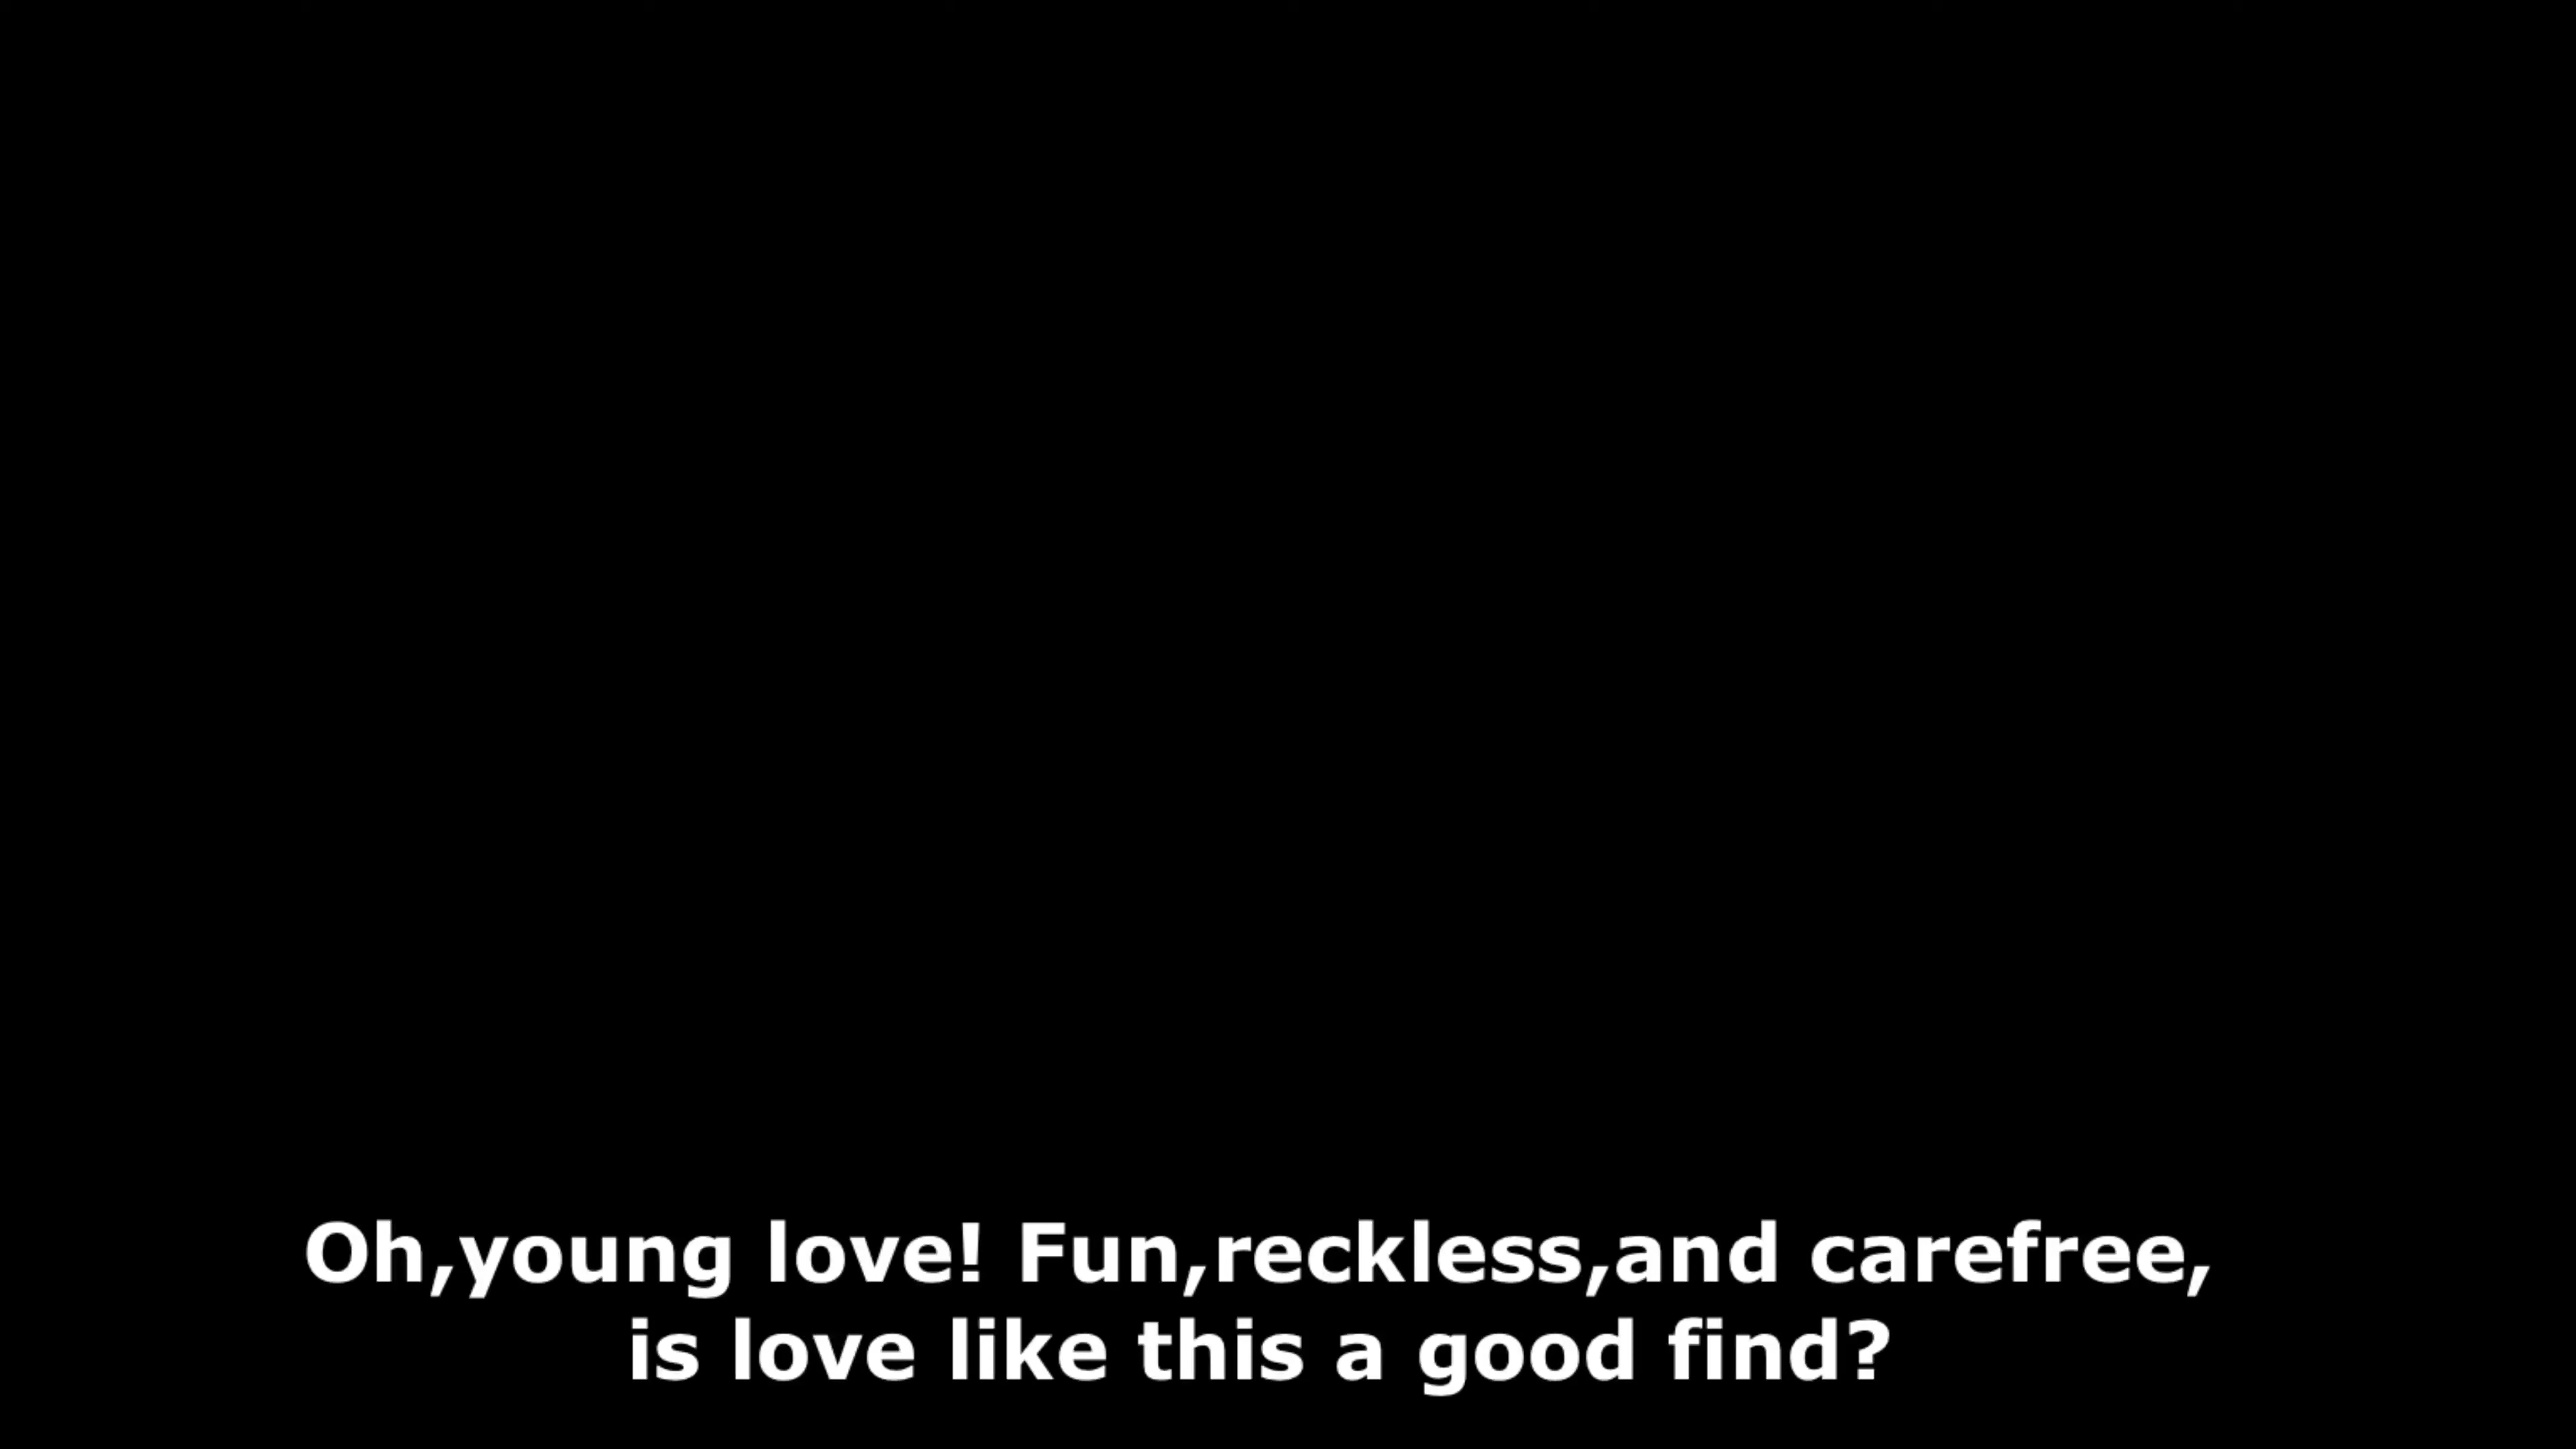 Oh,young love! Fun,reckless,and carefree,
is love like this a good find?